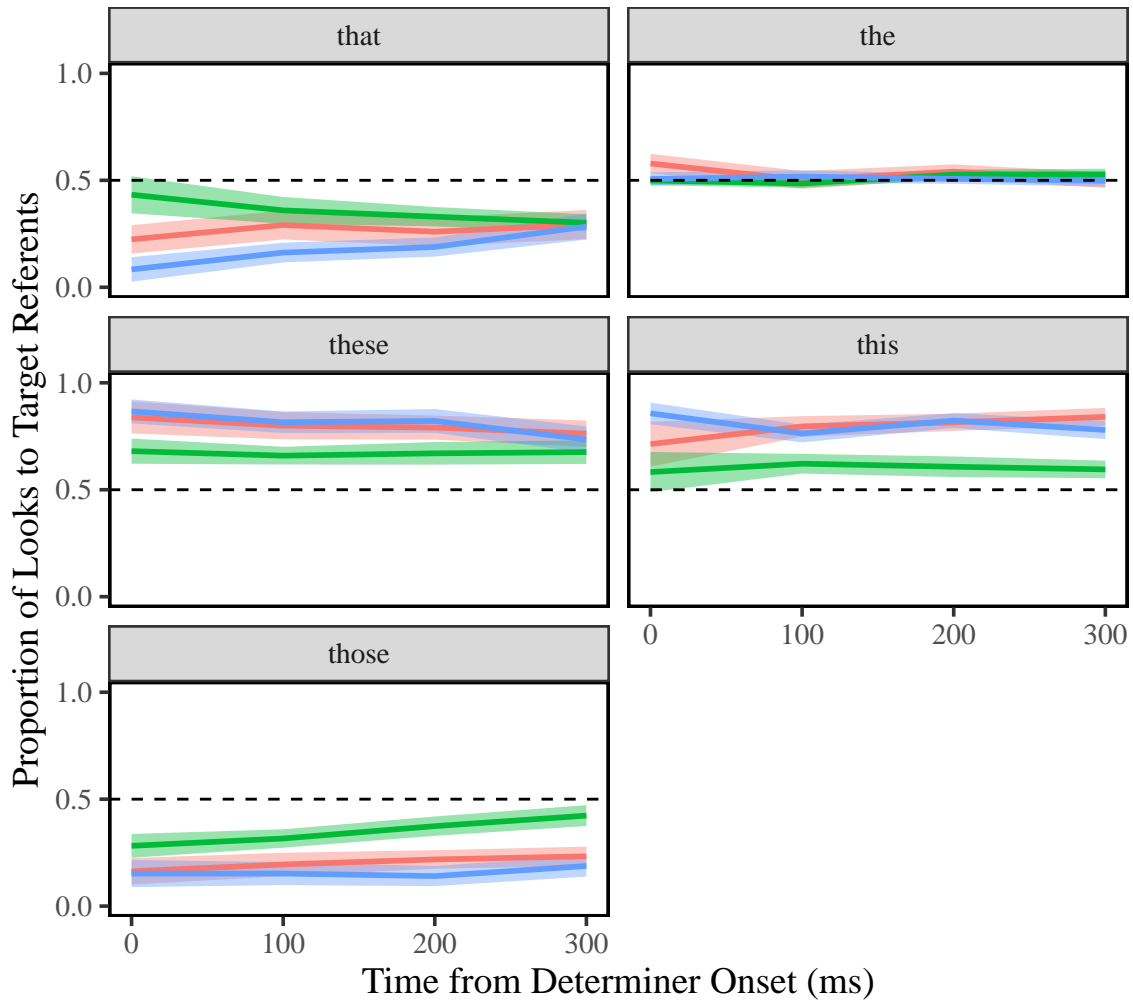 that
the
1.0
0.5
0.0
these
this
1.0
0.5
0.0
0 100 200 300
those
1.0
0.5
0.0
0 100 200 300
Time from Determiner Onset (ms)
Proportion of Looks to Target Referents